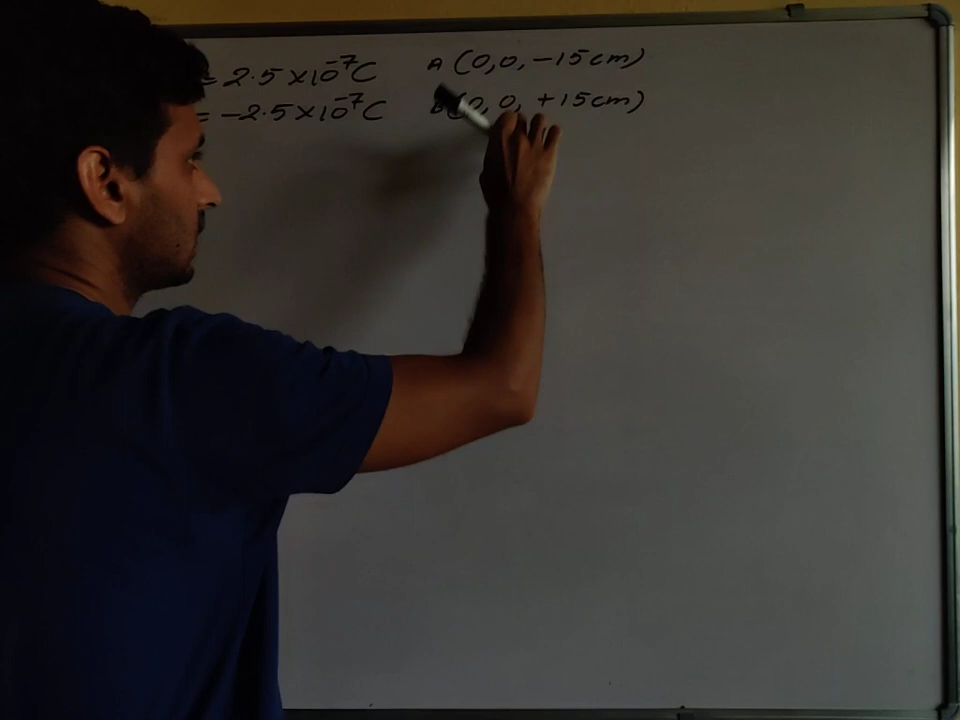 = 2.5 ×10⁻⁷C A (0,0, −15cm)
= −2.5×10⁻⁷C B (0,0, +15cm)